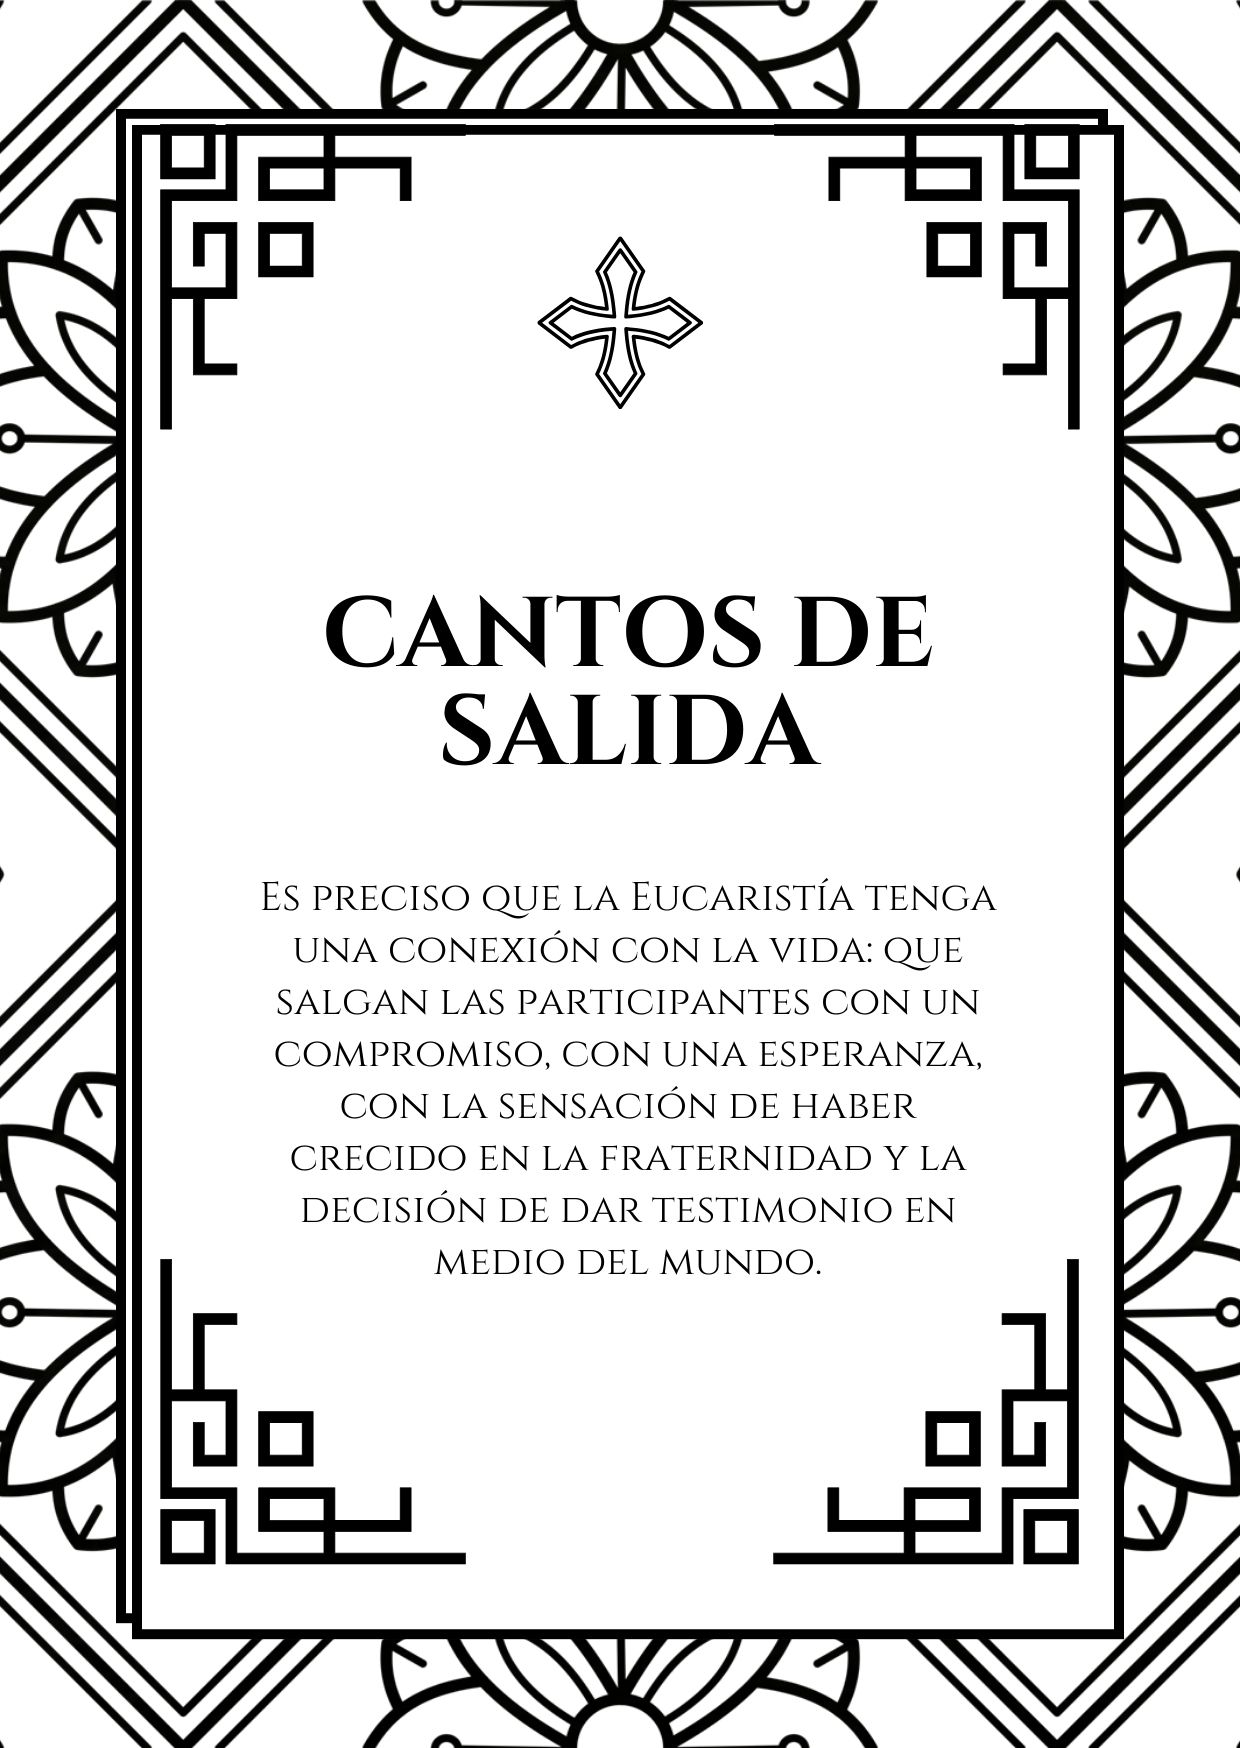 CANTOS DE
SALIDA
Es preciso que la Eucaristía tenga
una conexión con la vida: que
salgan las participantes con un
compromiso, con una esperanza,
con la sensación de haber
crecido en la fraternidad y la
decisión de dar testimonio en
medio del mundo.